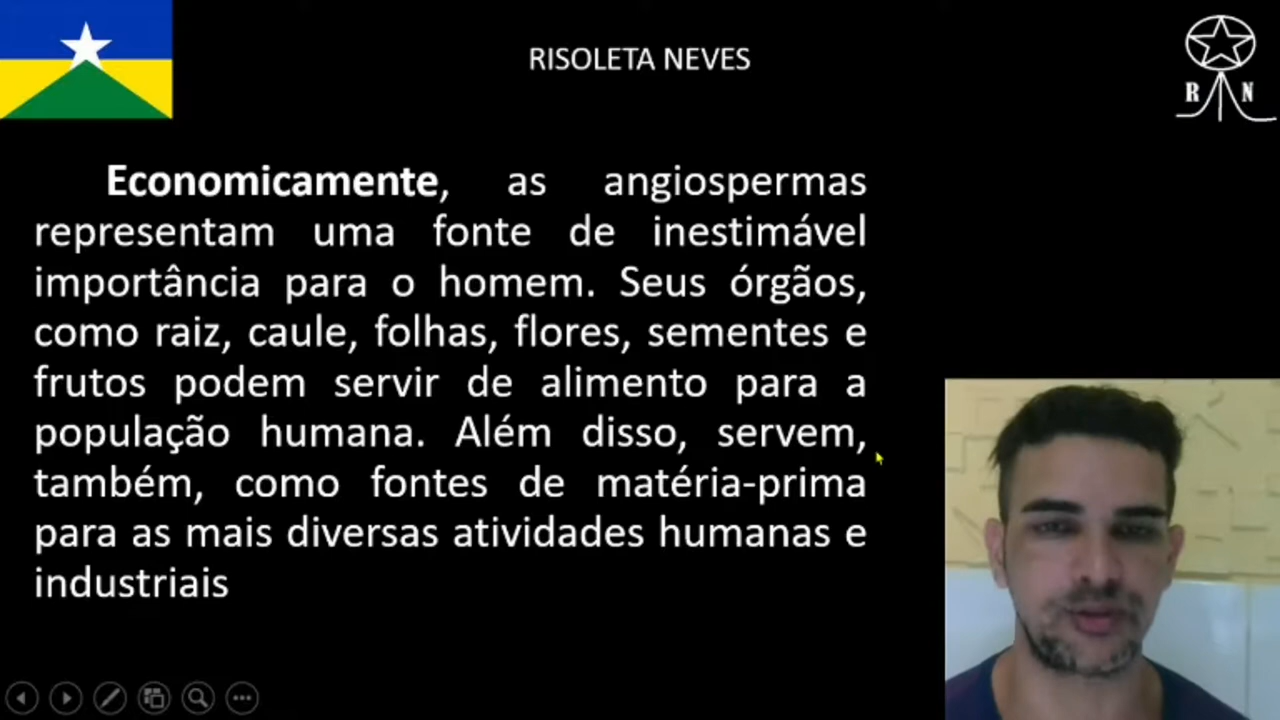 RISOLETA NEVES
R N
Economicamente, as angiospermas
representam uma fonte de inestimável
importância para o homem. Seus órgãos,
como raiz, caule, folhas, flores, sementes e
frutos podem servir de alimento para a
população humana. Além disso, servem,
também, como fontes de matéria-prima
para as mais diversas atividades humanas e
industriais